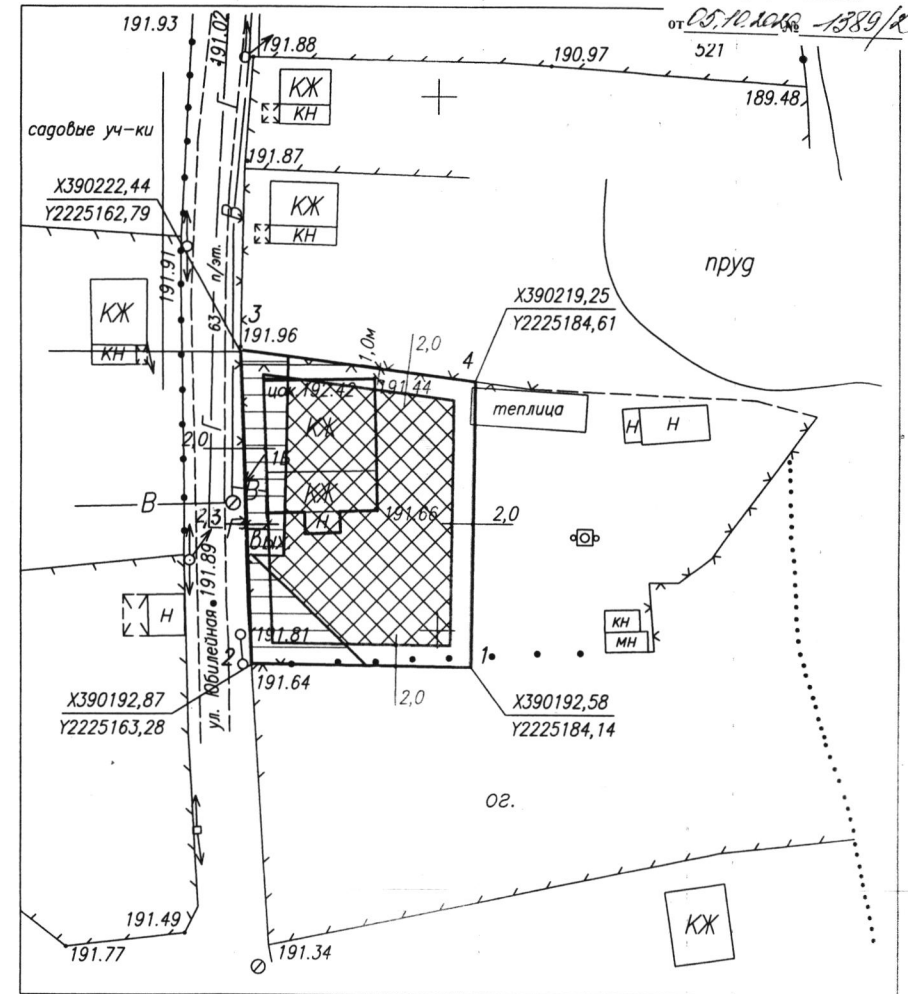 от 05.10.2020 № -1389/2
191.93
191.02
191.88
190.97
521
189.48
КЖ
КН
садовые уч-ки
191.87
X390222,44
Y2225162,79
КЖ
КН
В
пруд
191.91
63 п/эт.
X390219,25
Y2225184,61
КЖ
КН
3
191.96
1,0м
2,0
4
цок 192.42
191.44
теплица
Н
Н
КЖ
2,0
1Б
КЖ
В
В
191.66
2,0
2,3
Г
Н
Вых
191.89
Н
КН
МН
191.81
2
1
191.64
ул. Юбилейная
2,0
X390192,87
Y2225163,28
X390192,58
Y2225184,14
ог.
191.49
191.77
191.34
КЖ